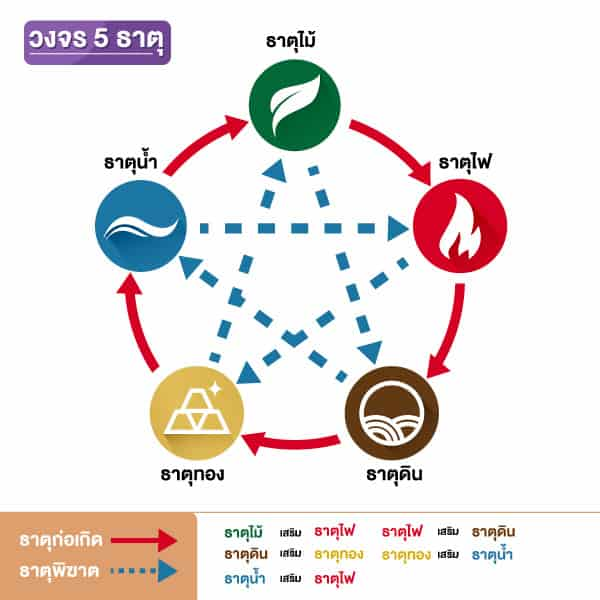 วงจร 5 ธาตุ
ธาตุไม้
ธาตุน้ำ
ธาตุไฟ
ธาตุทอง
ธาตุดิน
ธาตุก่อเกิด
ธาตุพิฆาต
ธาตุไม้ เสริม ธาตุไฟ ธาตุไฟ เสริม ธาตุดิน
ธาตุดิน เสริม ธาตุทอง ธาตุทอง เสริม ธาตุน้ำ
ธาตุน้ำ เสริม ธาตุไฟ